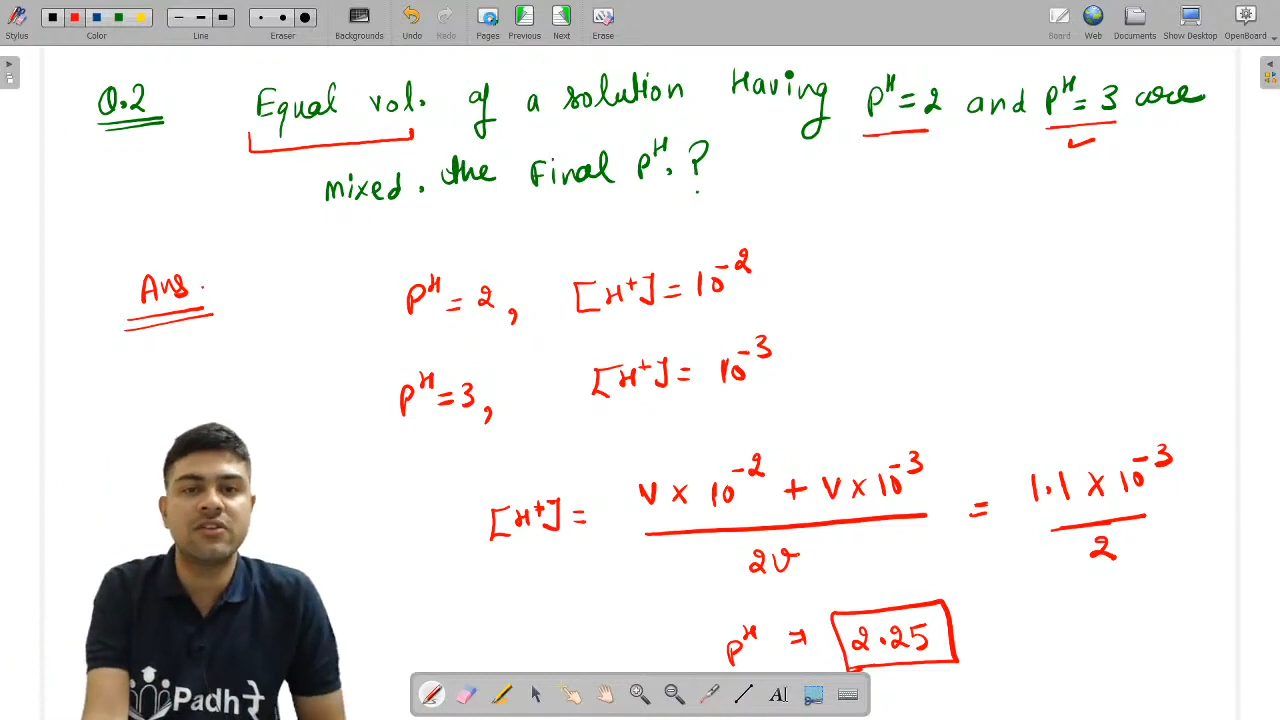 Stylus Color Line Eraser Backgrounds Undo Redo Pages Previous Next Erase Board Web Documents Show Desktop OpenBoard
Q.2 Equal vol. of a solution Having pH = 2 and pH = 3 are
mixed. the Final pH. ?
Ans.
pH = 2, [H+] = 10^-2
pH = 3, [H+] = 10^-3
[H+] = (V × 10^-2 + V × 10^-3) / 2V = (1.1 × 10^-3) / 2
pH ⇒ 2.25
Padhरे